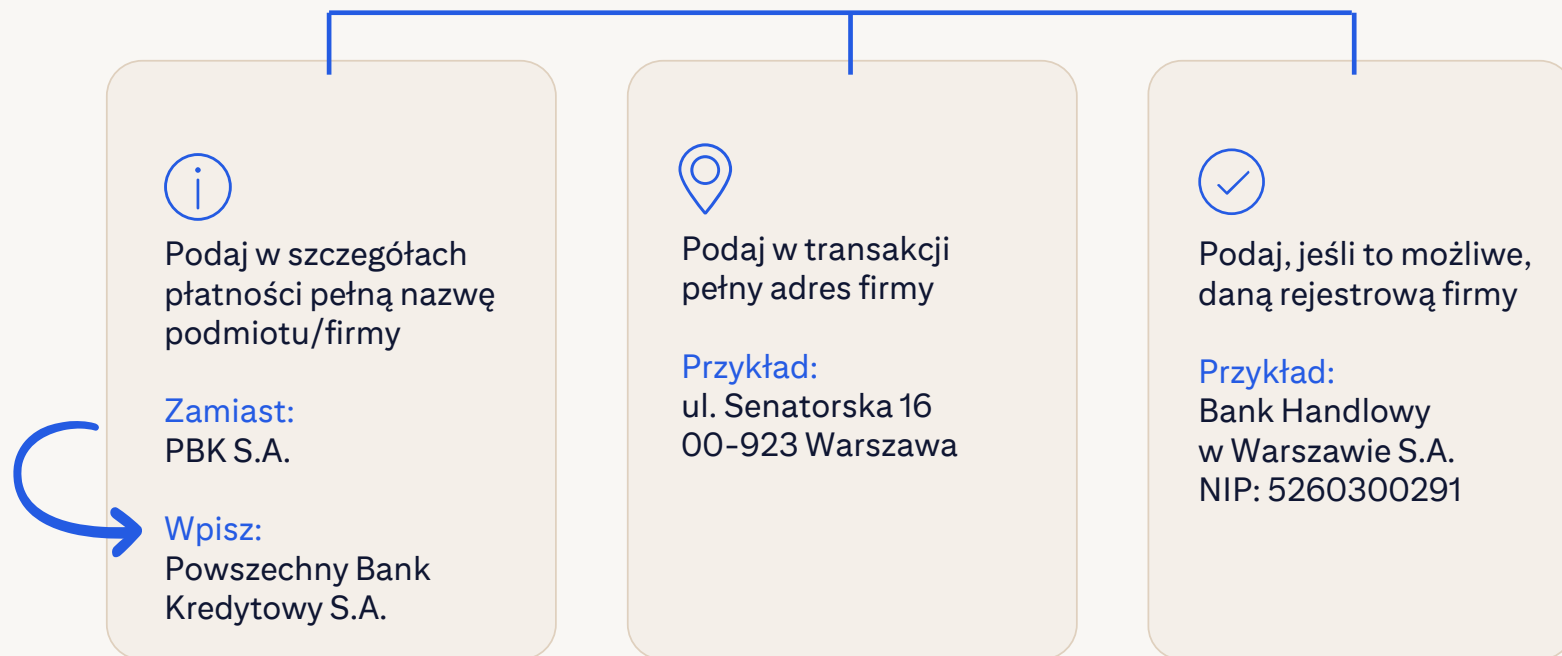 Podaj w szczegółach
płatności pełną nazwę
podmiotu/firmy
Zamiast:
PBK S.A.
Wpisz:
Powszechny Bank
Kredytowy S.A.
Podaj w transakcji
pełny adres firmy
Przykład:
ul. Senatorska 16
00-923 Warszawa
Podaj, jeśli to możliwe,
daną rejestrową firmy
Przykład:
Bank Handlowy
w Warszawie S.A.
NIP: 5260300291